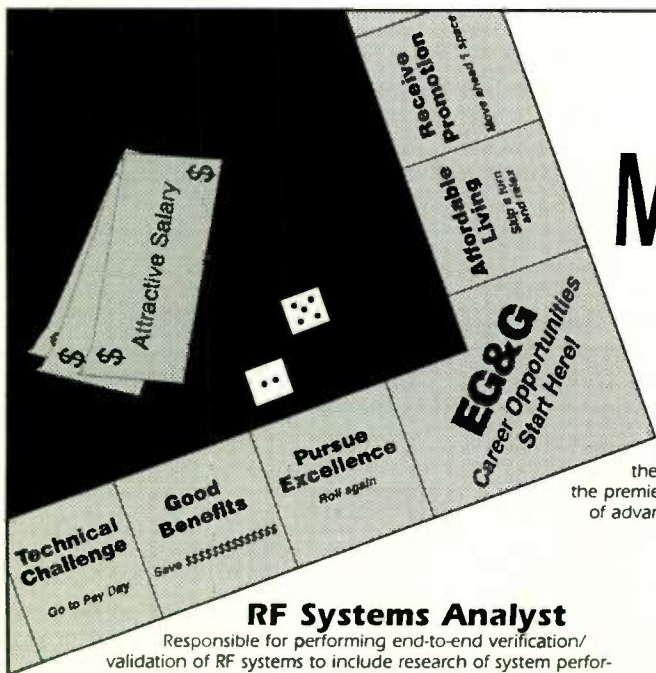 Receive
Promotion
Move ahead 1 space
Affordable
Living
Skip a turn
and relax
M
$
Attractive Salary
$
$
EG&G
Career Opportunities
Start Here!
Pursue
Excellence
Roll again
Good
Benefits
Save $$$$$$$$$$$$$
Technical
Challenge
Go to Pay Day
the
the premie
of advar
RF Systems Analyst
Responsible for performing end-to-end verification/
validation of RF systems to include research of system perfor-